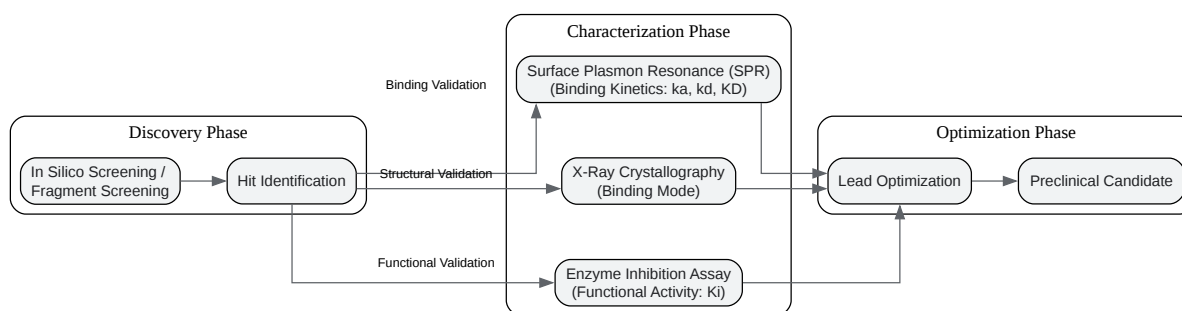 Discovery Phase
In Silico Screening /
Fragment Screening
Hit Identification
Binding Validation
Structural Validation
Functional Validation
Characterization Phase
Surface Plasmon Resonance (SPR)
(Binding Kinetics: ka, kd, KD)
X-Ray Crystallography
(Binding Mode)
Enzyme Inhibition Assay
(Functional Activity: Ki)
Optimization Phase
Lead Optimization
Preclinical Candidate